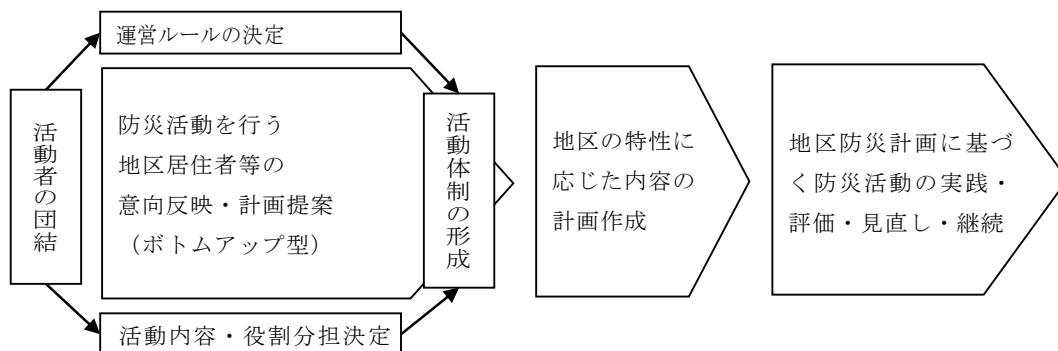 運営ルールの決定
活動者の団結
防災活動を行う
地区居住者等の
意向反映・計画提案
（ボトムアップ型）
活動内容・役割分担決定
活動体制の形成
地区の特性に
応じた内容の
計画作成
地区防災計画に基づ
く防災活動の実践・
評価・見直し・継続